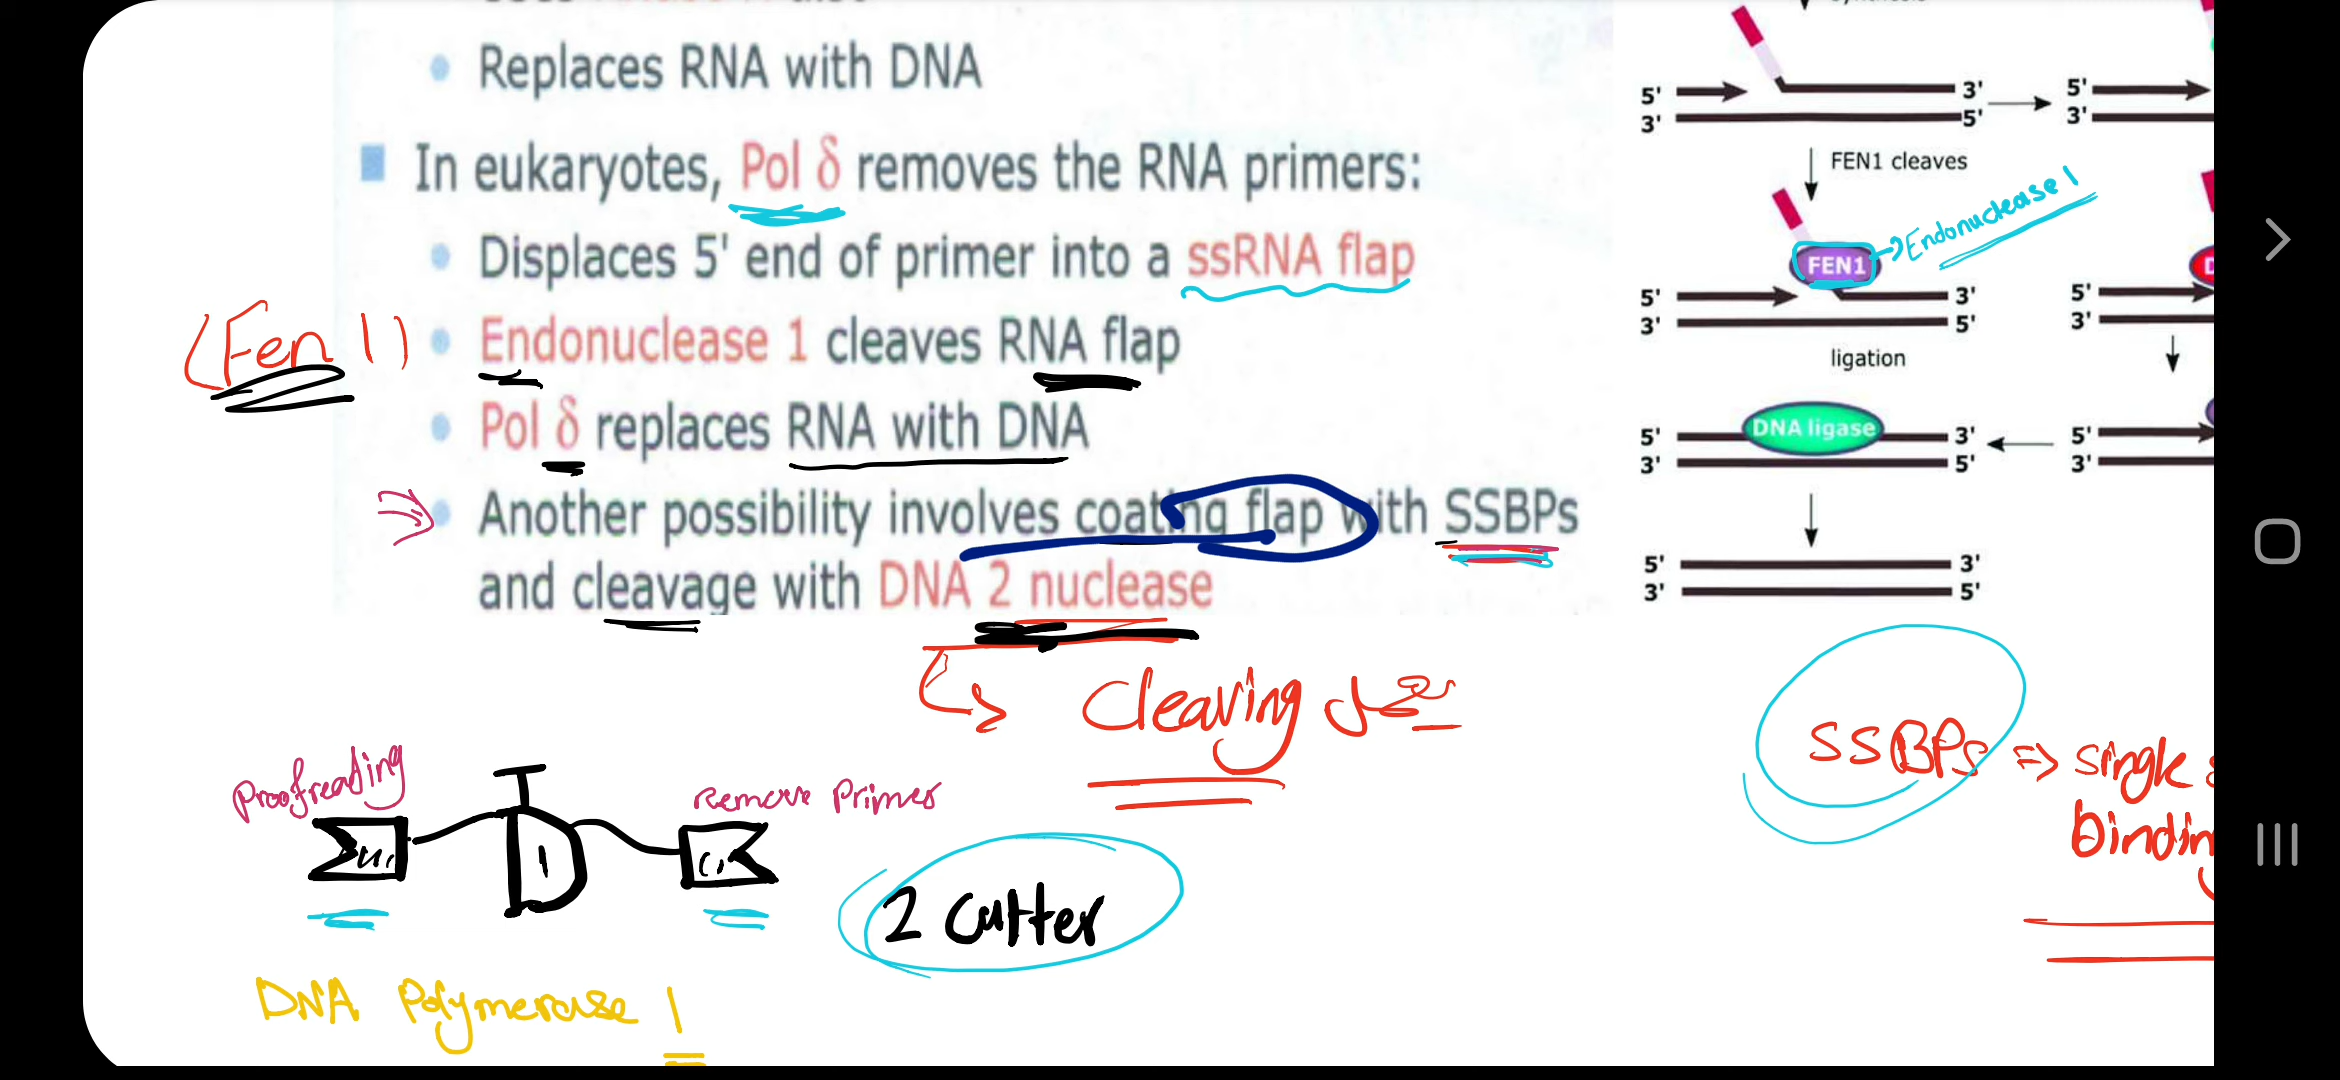 Replaces RNA with DNA
In eukaryotes, Pol δ removes the RNA primers:
Displaces 5' end of primer into a ssRNA flap
(Fen 1)
Endonuclease 1 cleaves RNA flap
Pol δ replaces RNA with DNA
Another possibility involves coating flap with SSBPs
and cleavage with DNA 2 nuclease
Cleaving
Proofreading
Remove Primer
1
2 Cutter
DNA Polymerase 1
5' 3' 5'
3' 5' 3'
FEN1 cleaves
Endonuclease 1
FEN1
5' 3' 5'
3' 5' 3'
ligation
DNA ligase
5' 3' 5'
3' 5' 3'
5' 3'
3' 5'
SSBPs => single